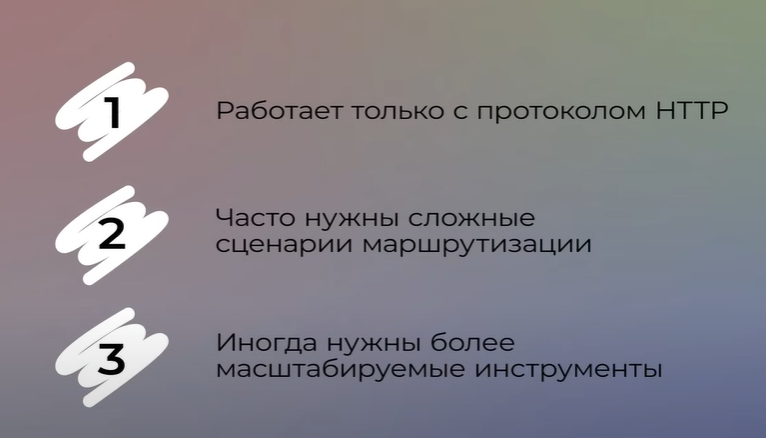 1
Работает только с протоколом HTTP
2
Часто нужны сложные
сценарии маршрутизации
3
Иногда нужны более
масштабируемые инструменты